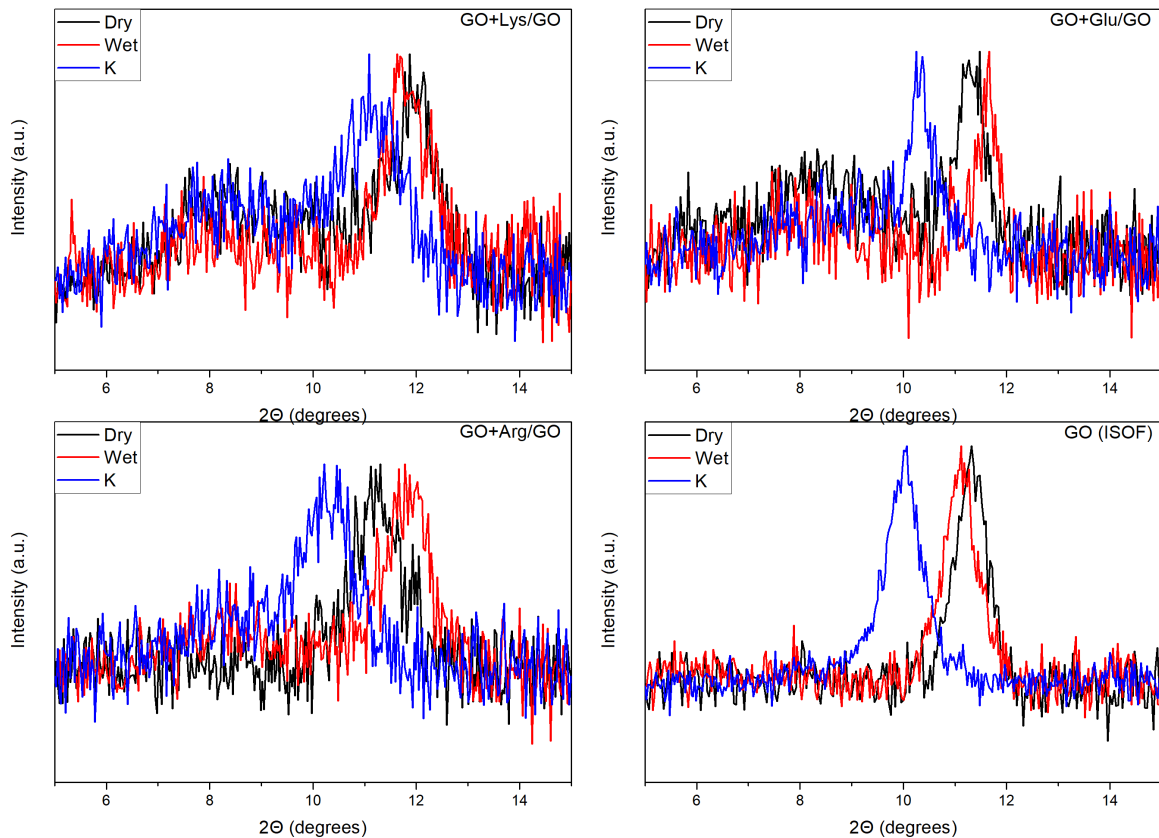 Dry
Wet
K
GO+Lys/GO
Intensity (a.u.)
6 8 10 12 14
2Θ (degrees)
Dry
Wet
K
GO+Glu/GO
Intensity (a.u.)
6 8 10 12 14
2Θ (degrees)
Dry
Wet
K
GO+Arg/GO
Intensity (a.u.)
6 8 10 12 14
2Θ (degrees)
Dry
Wet
K
GO (ISOF)
Intensity (a.u.)
6 8 10 12 14
2Θ (degrees)